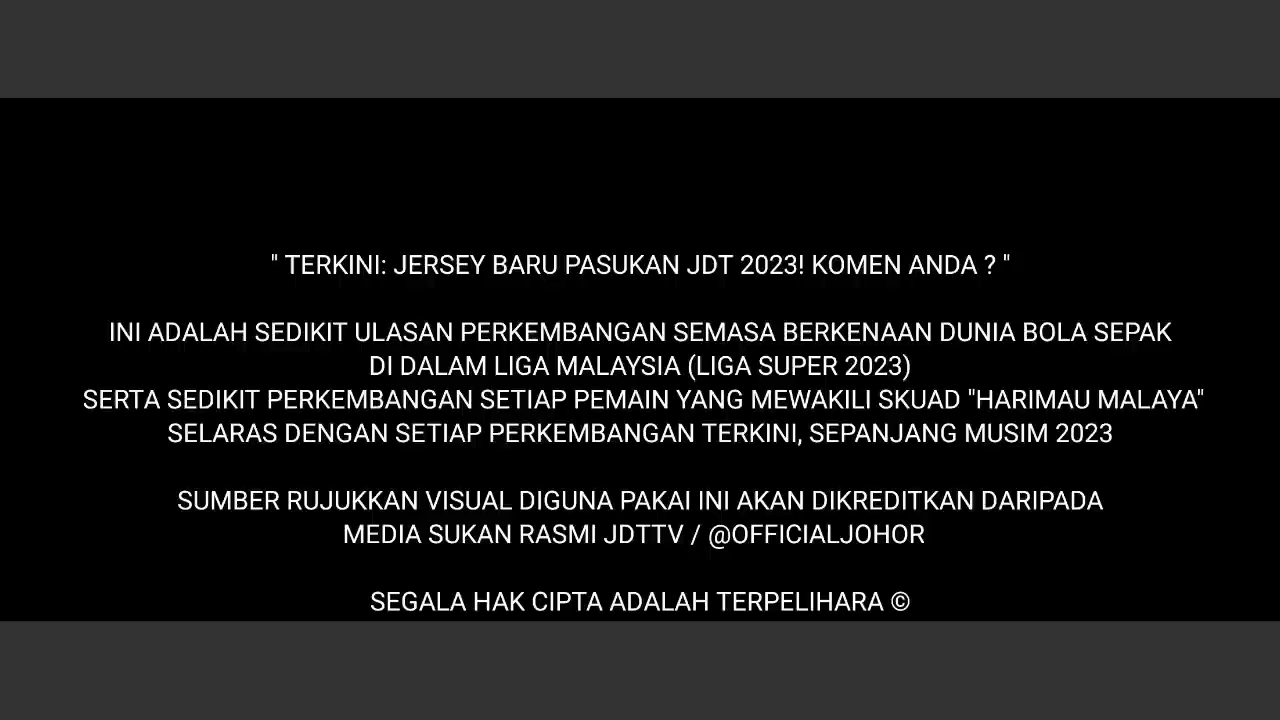 " TERKINI: JERSEY BARU PASUKAN JDT 2023! KOMEN ANDA ? "
INI ADALAH SEDIKIT ULASAN PERKEMBANGAN SEMASA BERKENAAN DUNIA BOLA SEPAK
DI DALAM LIGA MALAYSIA (LIGA SUPER 2023)
SERTA SEDIKIT PERKEMBANGAN SETIAP PEMAIN YANG MEWAKILI SKUAD "HARIMAU MALAYA"
SELARAS DENGAN SETIAP PERKEMBANGAN TERKINI, SEPANJANG MUSIM 2023
SUMBER RUJUKKAN VISUAL DIGUNA PAKAI INI AKAN DIKREDITKAN DARIPADA
MEDIA SUKAN RASMI JDTTV / @OFFICIALJOHOR
SEGALA HAK CIPTA ADALAH TERPELIHARA ©